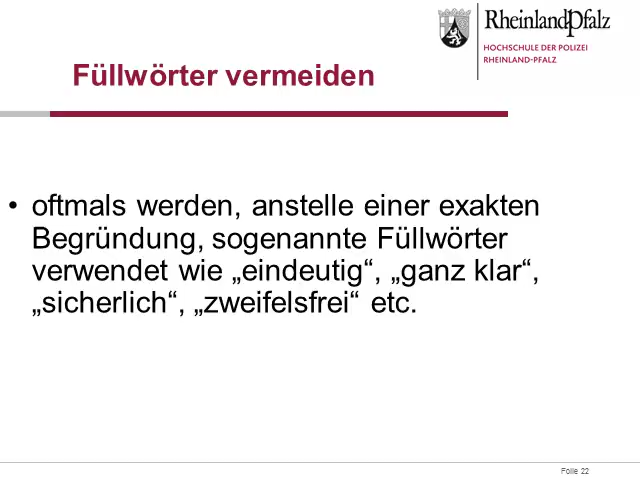 RheinlandPfalz
HOCHSCHULE DER POLIZEI
RHEINLAND-PFALZ
Füllwörter vermeiden
• oftmals werden, anstelle einer exakten
Begründung, sogenannte Füllwörter
verwendet wie „eindeutig“, „ganz klar“,
„sicherlich“, „zweifelsfrei“ etc.
Folie 22